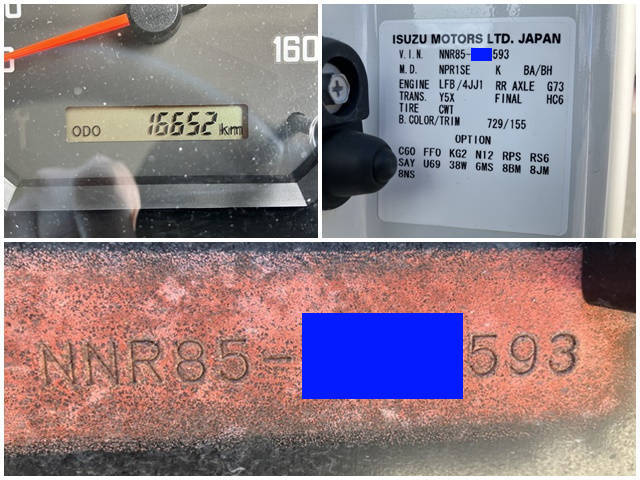 160
ODO 16652 km
ISUZU MOTORS LTD. JAPAN
V.I.N. NNR85- 593
M.D. NPR1SE K BA/BH
ENGINE LFB/4JJ1 RR AXLE G73
TRANS. Y5X FINAL HC6
TIRE CWT
B.COLOR/TRIM 729/155
OPTION
CGO FFO KG2 N12 RPS RS6
SAY U69 38W 6MS 8BM 8JM
8NS
NNR85- 593